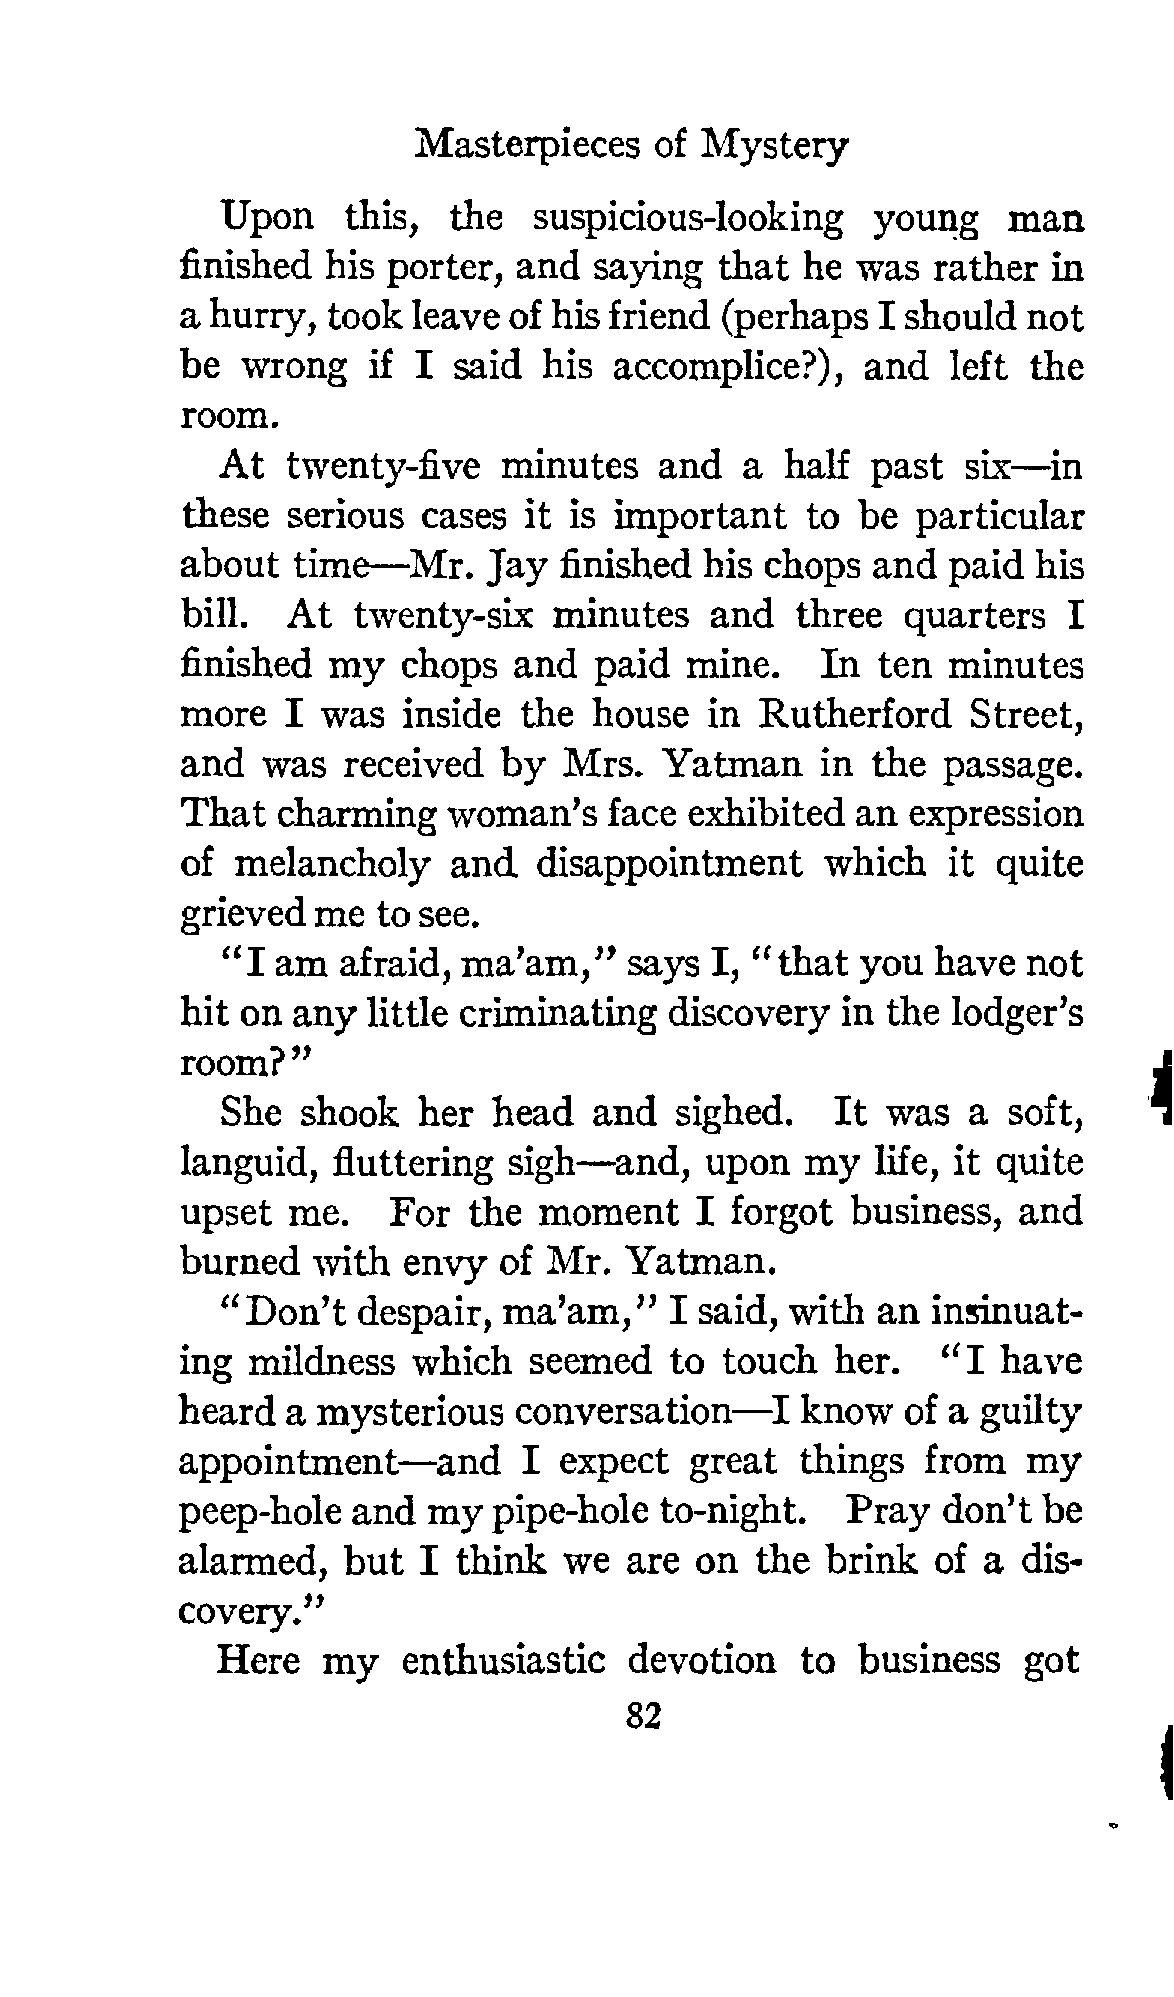 Masterpieces of Mystery
Upon this, the suspicious-looking young man
finished his porter, and saying that he was rather in
a hurry, took leave of his friend (perhaps I should not
be wrong if I said his accomplice?), and left the
room.
At twenty-five minutes and a half past six—in
these serious cases it is important to be particular
about time—Mr. Jay finished his chops and paid his
bill. At twenty-six minutes and three quarters I
finished my chops and paid mine. In ten minutes
more I was inside the house in Rutherford Street,
and was received by Mrs. Yatman in the passage.
That charming woman's face exhibited an expression
of melancholy and disappointment which it quite
grieved me to see.
"I am afraid, ma'am," says I, "that you have not
hit on any little criminating discovery in the lodger's
room?"
She shook her head and sighed. It was a soft,
languid, fluttering sigh—and, upon my life, it quite
upset me. For the moment I forgot business, and
burned with envy of Mr. Yatman.
"Don't despair, ma'am," I said, with an insinuat-
ing mildness which seemed to touch her. "I have
heard a mysterious conversation—I know of a guilty
appointment—and I expect great things from my
peep-hole and my pipe-hole to-night. Pray don't be
alarmed, but I think we are on the brink of a dis-
covery."
Here my enthusiastic devotion to business got
82